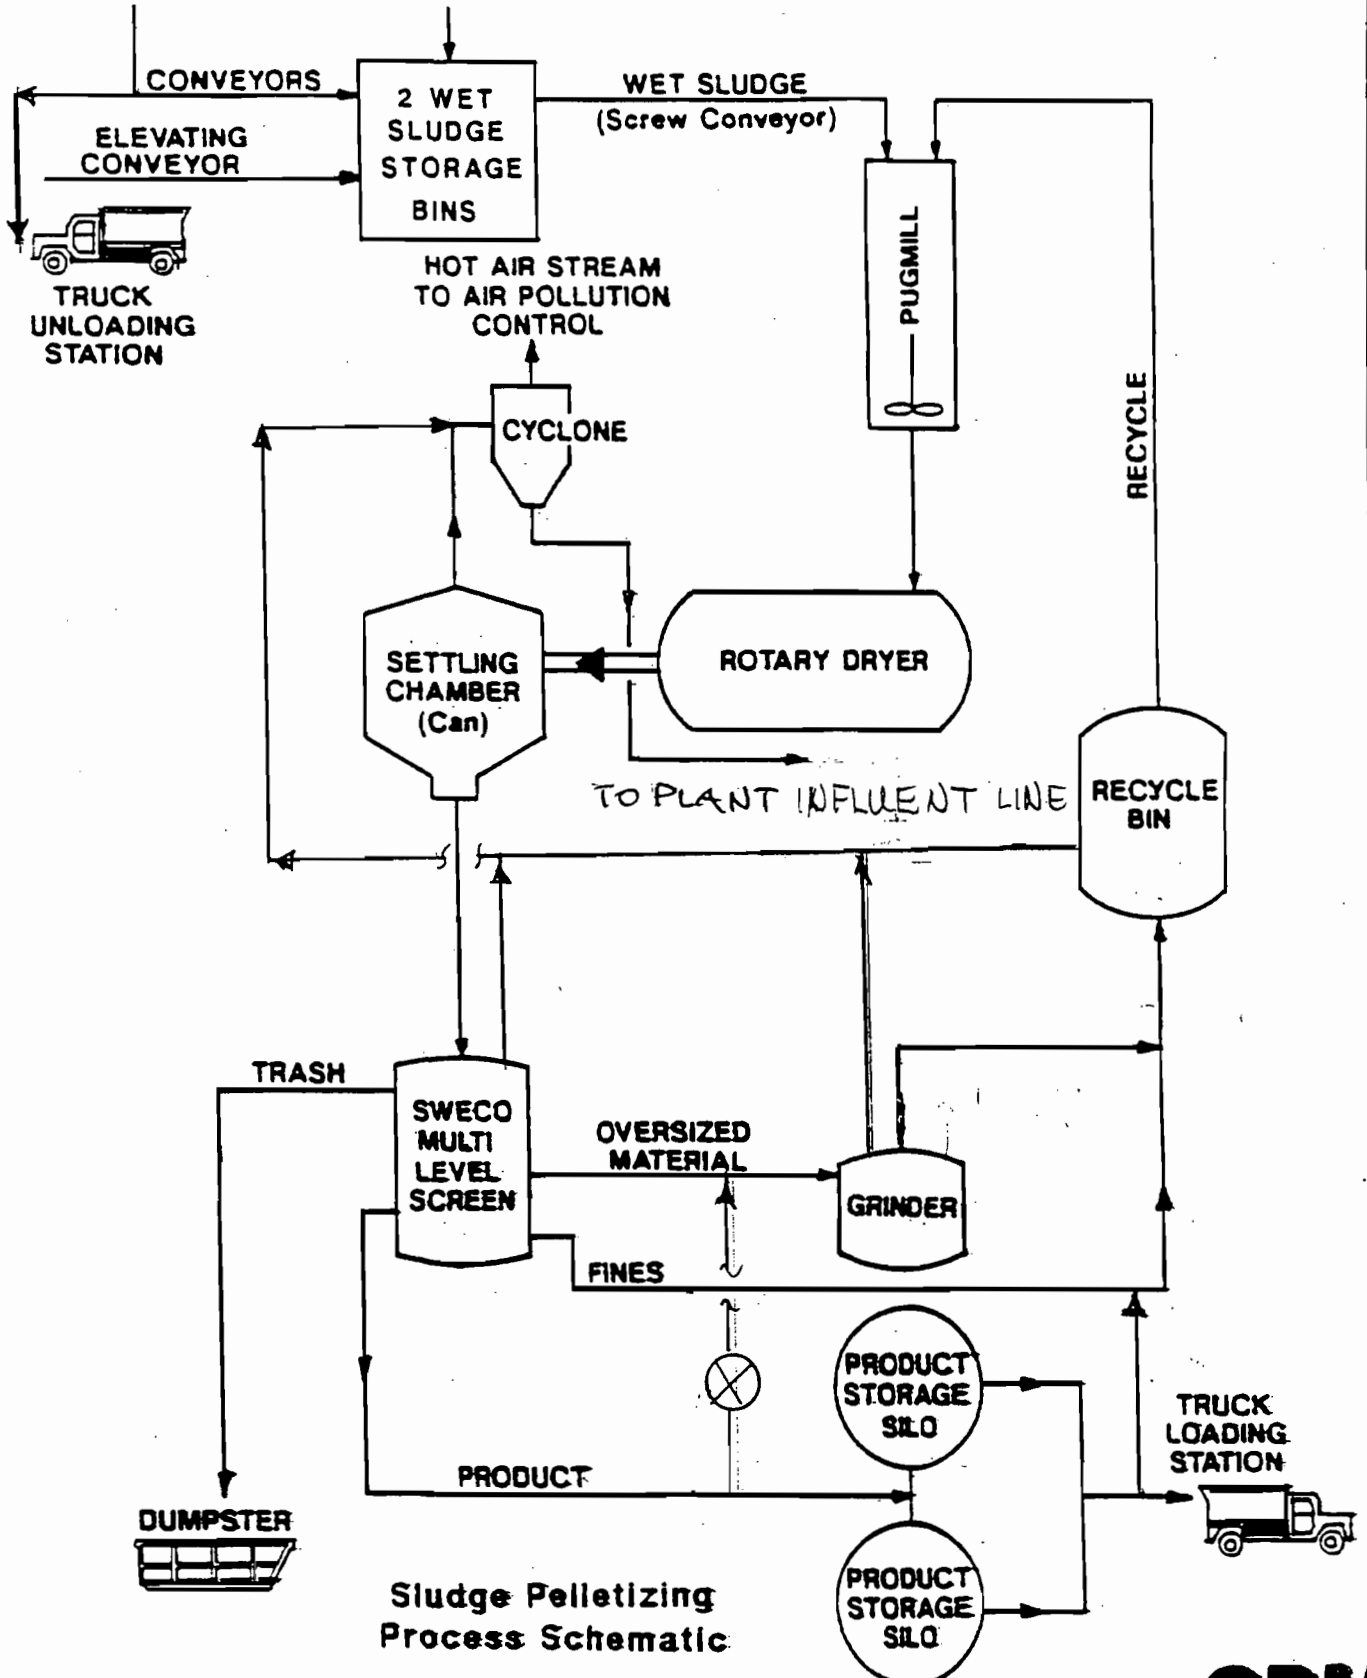 CONVEYORS
ELEVATING
CONVEYOR
2 WET
SLUDGE
STORAGE
BINS
WET SLUDGE
(Screw Conveyor)
TRUCK
UNLOADING
STATION
HOT AIR STREAM
TO AIR POLLUTION
CONTROL
PUGMILL
RECYCLE
CYCLONE
SETTLING
CHAMBER
(Can)
ROTARY DRYER
TO PLANT INFLUENT LINE
RECYCLE
BIN
TRASH
SWECO
MULTI
LEVEL
SCREEN
OVERSIZED
MATERIAL
GRINDER
FINES
PRODUCT
STORAGE
SILO
TRUCK
LOADING
STATION
PRODUCT
DUMPSTER
PRODUCT
STORAGE
SILO
Sludge Pelletizing
Process Schematic